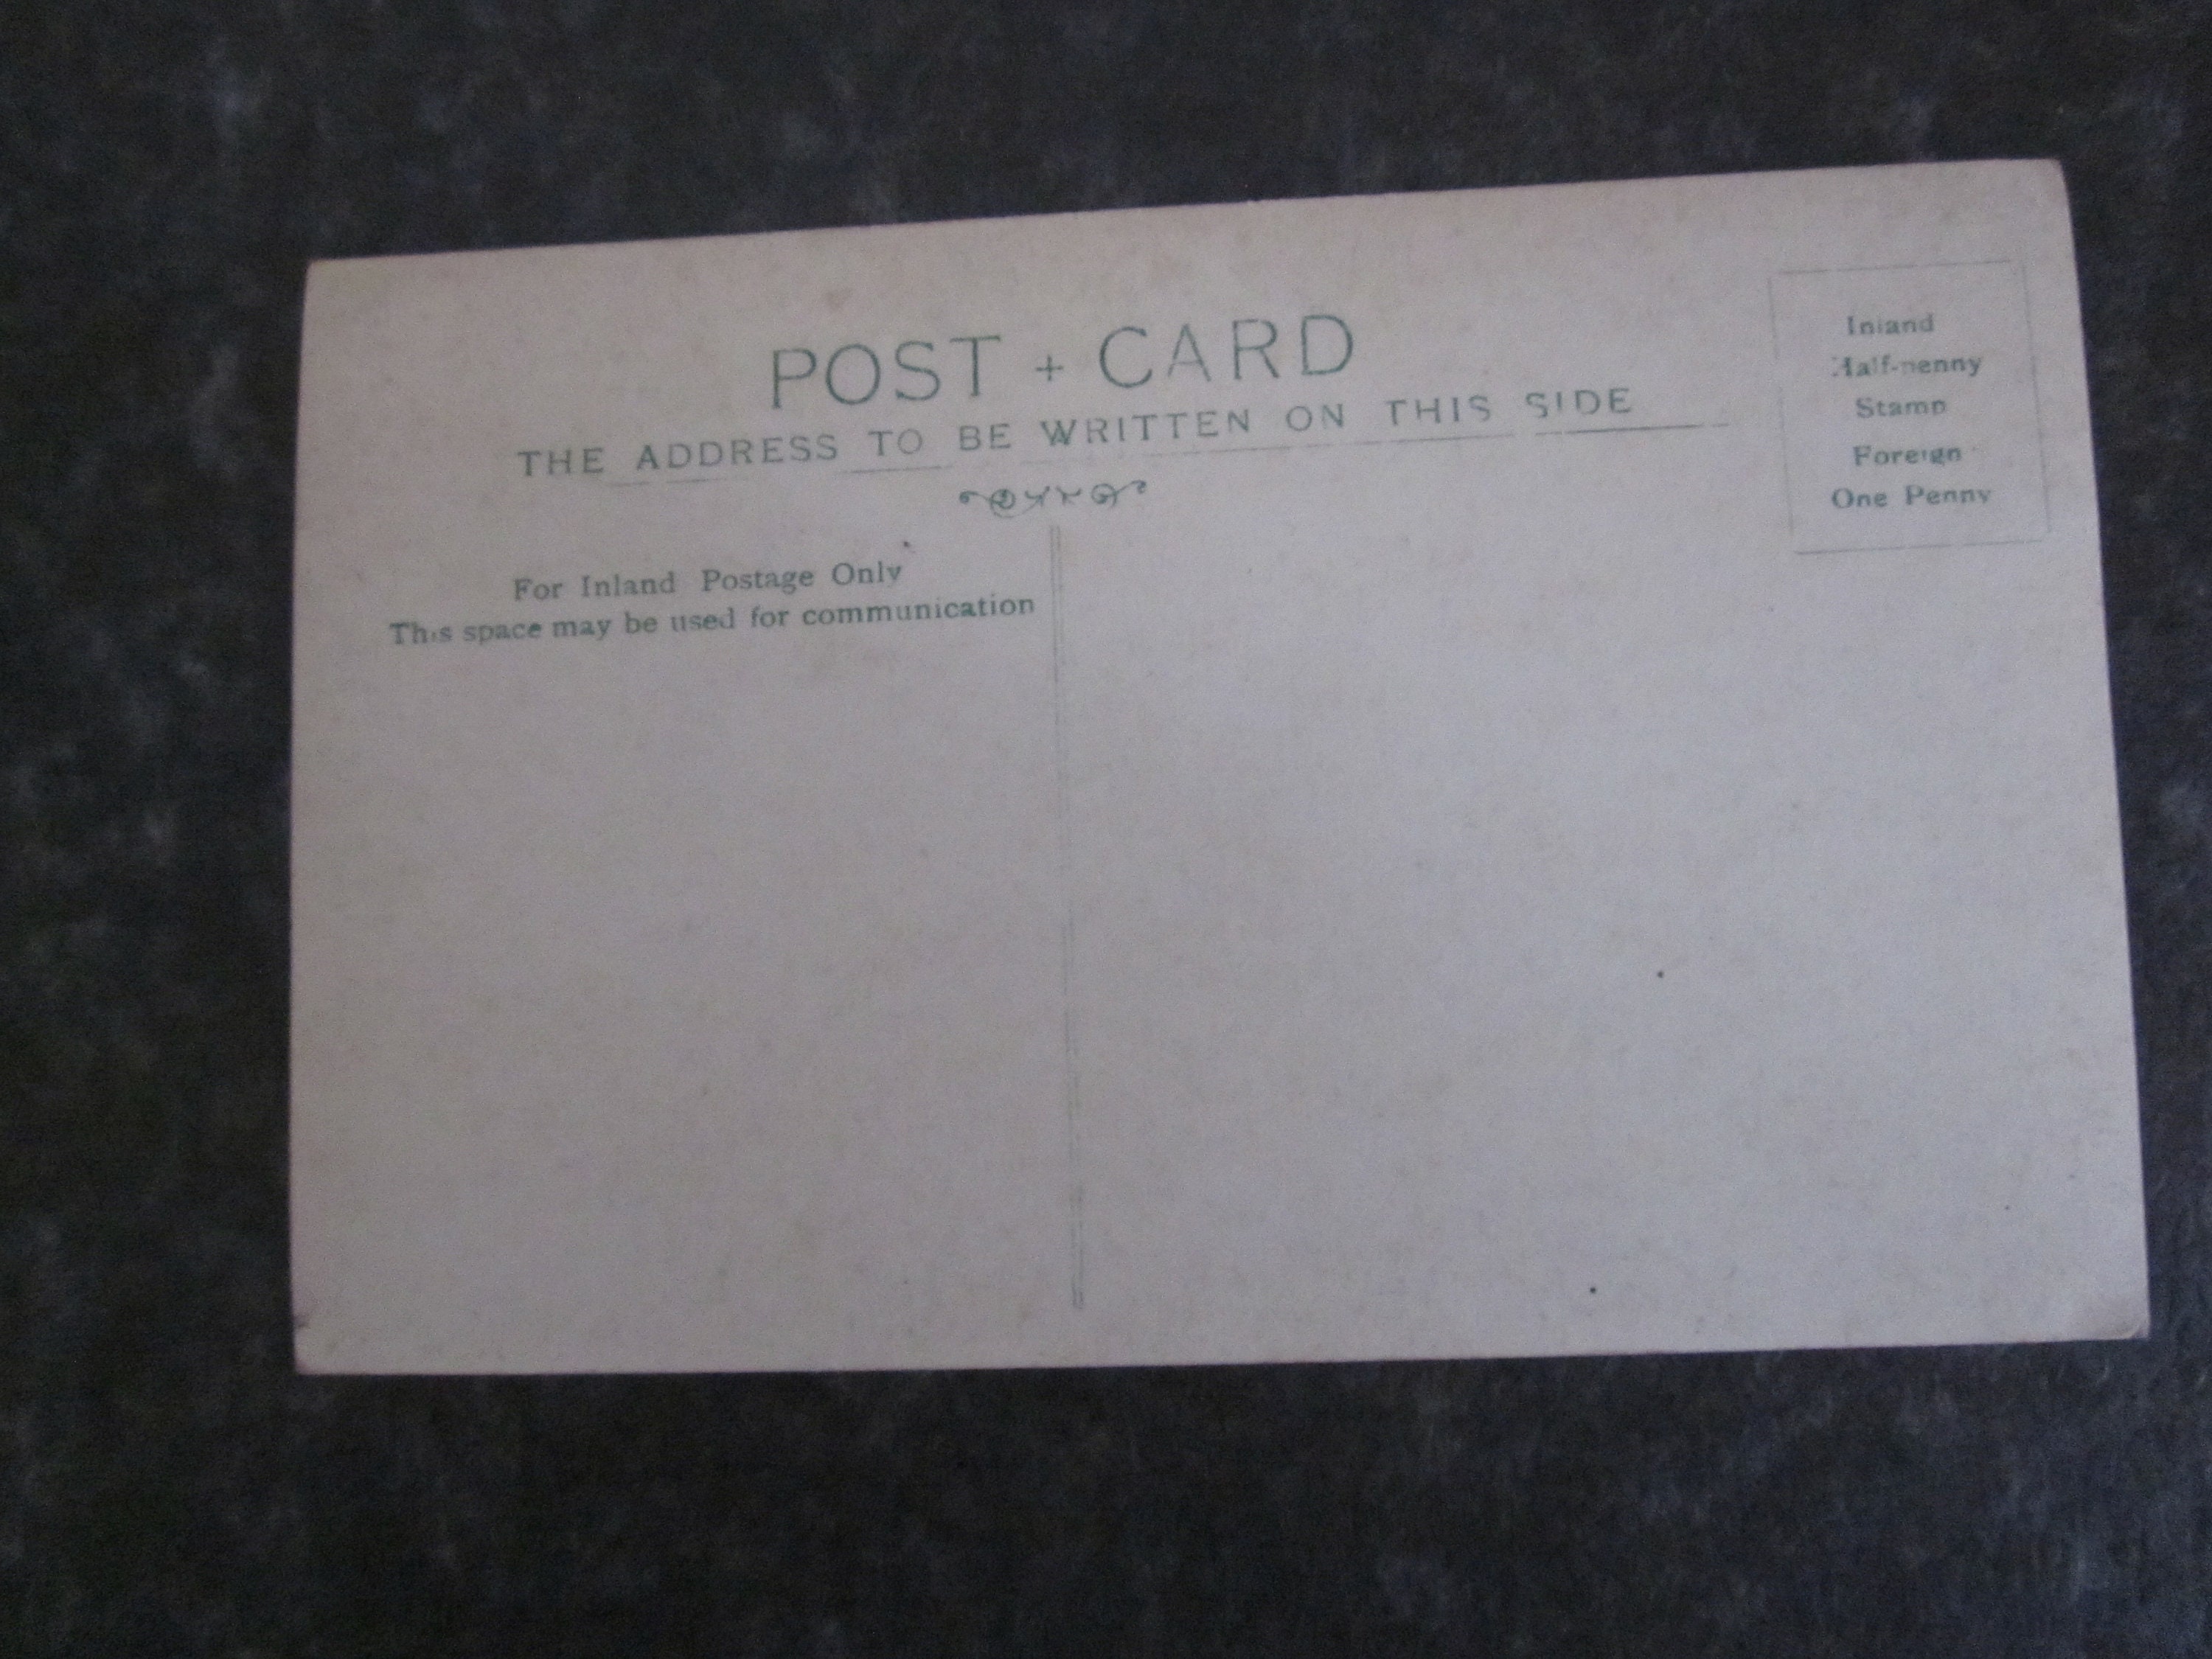 POST + CARD
THE ADDRESS TO BE WRITTEN ON THIS SIDE
Inland
Half-penny
Stamp
Foreign
One Penny
For Inland Postage Only
This space may be used for communication